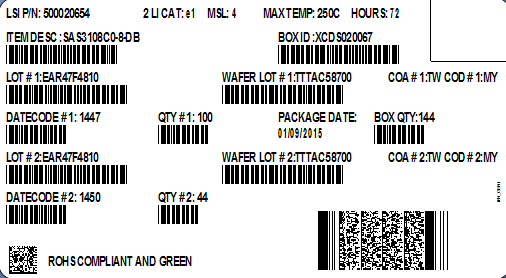 LSI P/N: 500020654 2 LI CAT: e1 MSL: 4 MAX TEMP: 250C HOURS: 72
ITEM DESC : SAS3108C0-8-DB BOX ID :XCDS020067
LOT # 1:EAR47F4810 WAFER LOT # 1:TTTAC58700 COA # 1:TW COD # 1:MY
DATECODE # 1: 1447 QTY # 1: 100 PACKAGE DATE: BOX QTY:144
01/09/2015
LOT # 2:EAR47F4810 WAFER LOT # 2:TTTAC58700 COA # 2:TW COD # 2:MY
DATECODE # 2: 1450 QTY # 2: 44
ROHS COMPLIANT AND GREEN